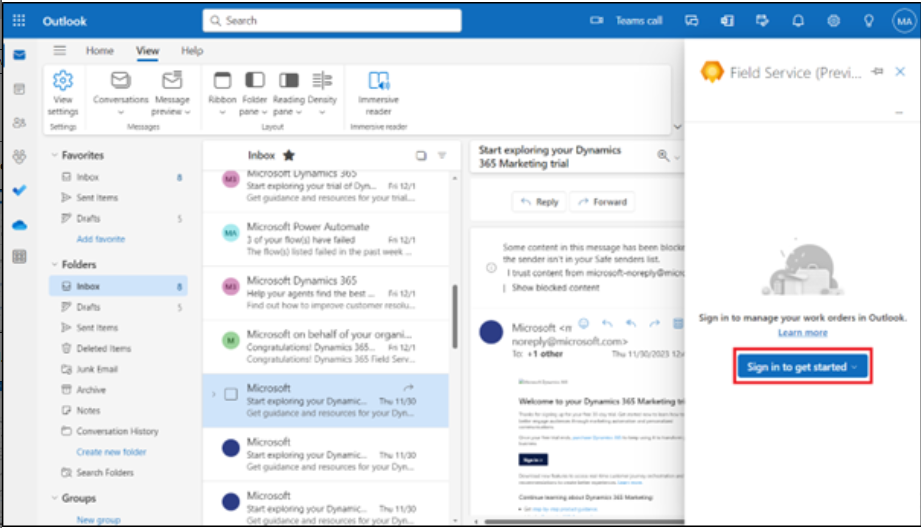 Outlook
Search
Teams call
MA
Home View Help
View settings
Conversations
Message preview
Ribbon
Folder pane
Reading pane
Density
Immersive reader
Settings
Messages
Layout
Immersive reader
Favorites
Inbox 8
Sent Items
Drafts 5
Add favorite
Folders
Inbox 8
Drafts 5
Sent Items
Deleted Items
Junk Email
Archive
Notes
Conversation History
Create new folder
Search Folders
Groups
New group
Inbox
MS
Microsoft Dynamics 365
Start exploring your trial of Dyn... Fri 12/1
Get guidance and resources for your trial....
MA
Microsoft Power Automate
3 of your flow(s) have failed Fri 12/1
The flow(s) listed failed in the past week ...
M3
Microsoft Dynamics 365
Help your agents find the best ... Fri 12/1
Find out how to improve customer resolu...
M
Microsoft on behalf of your organi...
Congratulations! Dynamics 365... Fri 12/1
Congratulations! Dynamics 365 Field Serv...
Microsoft
Start exploring your Dynamic... Thu 11/30
Get guidance and resources for your Dyn...
Microsoft
Start exploring your Dynamic... Thu 11/30
Get guidance and resources for your Dyn...
Microsoft
Start exploring your Dynamic... Thu 11/30
Get guidance and resources for your Dyn...
Start exploring your Dynamics
365 Marketing trial
Reply
Forward
Some content in this message has been blocke
the sender isn't in your Safe senders list.
I trust content from microsoft-noreply@micro
| Show blocked content
Microsoft <m
noreply@microsoft.com>
To: +1 other Thu 11/30/2023 12:
Microsoft Dynamics 365
Welcome to your Dynamics 365 Marketing tri
Sign in >
Continue learning about Dynamics 365 Marketing:
Field Service (Previ...
Sign in to manage your work orders in Outlook.
Learn more
Sign in to get started